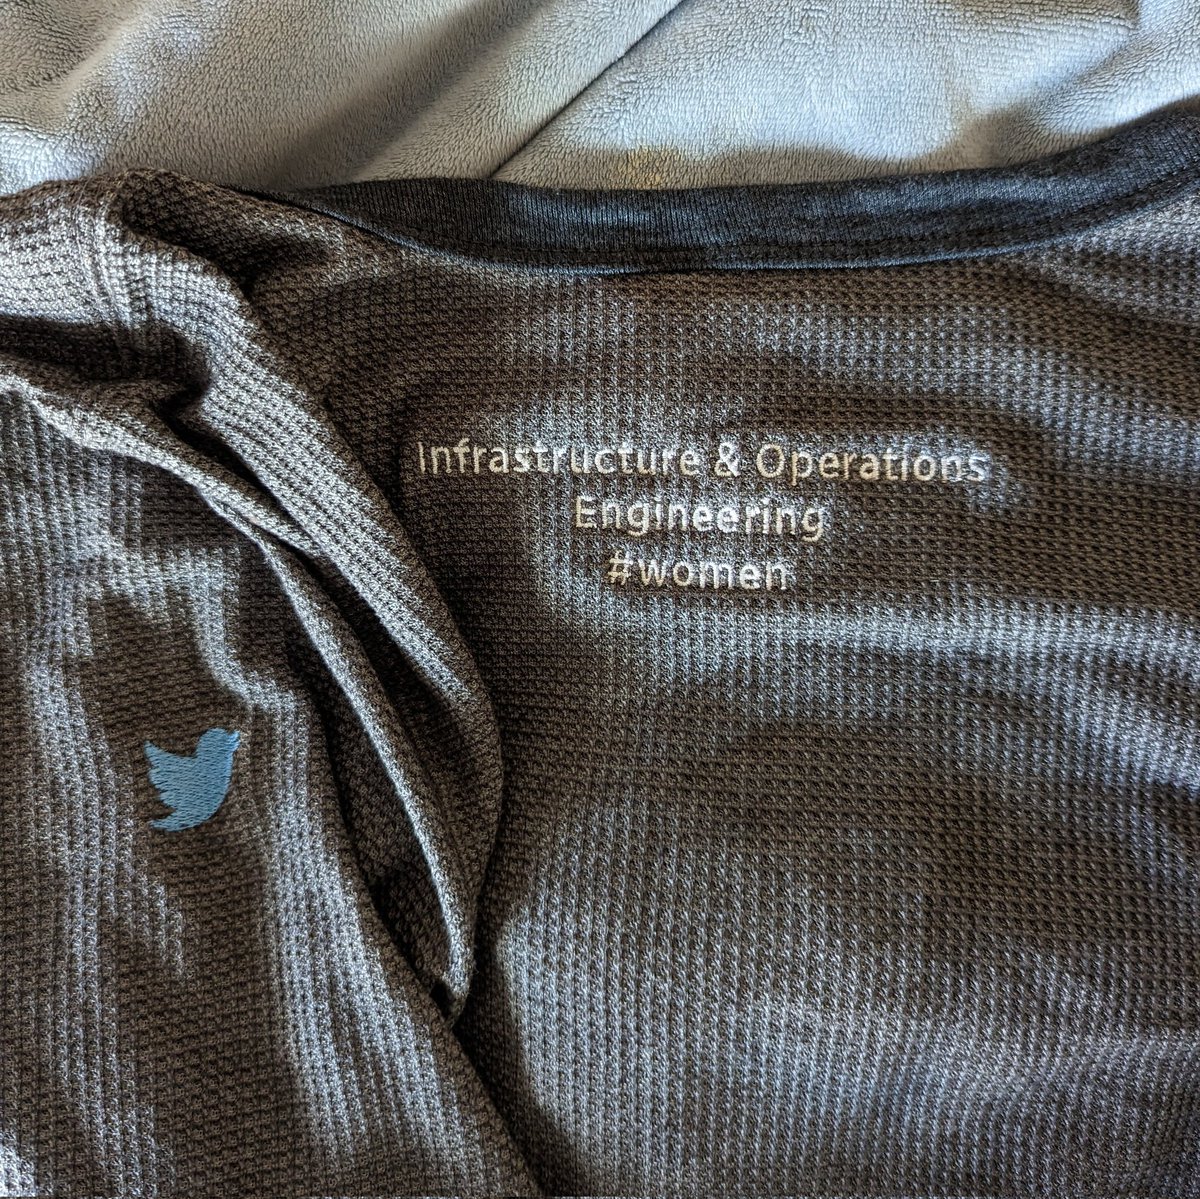 Infrastructure & Operations
Engineering
#women